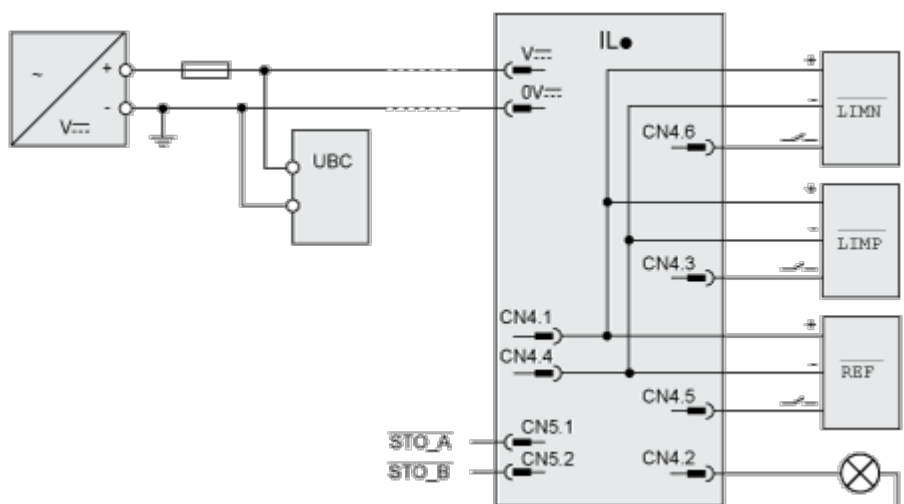 IL●
V⎓
0V⎓
+
-
~
V⎓
UBC
CN4.6
+
-
LIMN
CN4.3
+
-
LIMP
CN4.1
CN4.4
+
-
REF
CN4.5
STO_A
CN5.1
STO_B
CN5.2
CN4.2